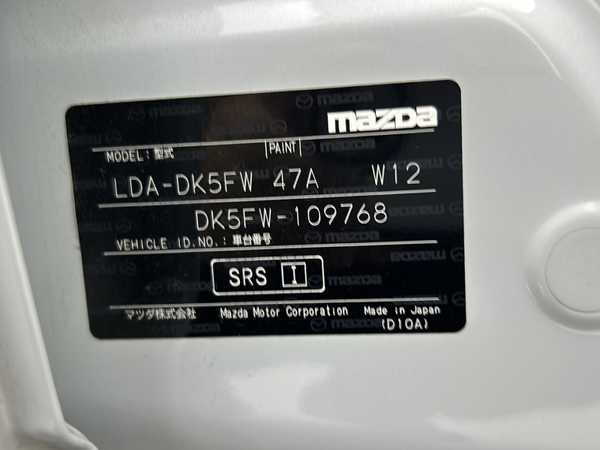 mazda
MODEL: 型式 PAINT
LDA-DK5FW 47A W12
DK5FW-109768
VEHICLE ID.NO.: 車台番号
SRS I
マツダ株式会社 Mazda Motor Corporation Made in Japan
(D10A)